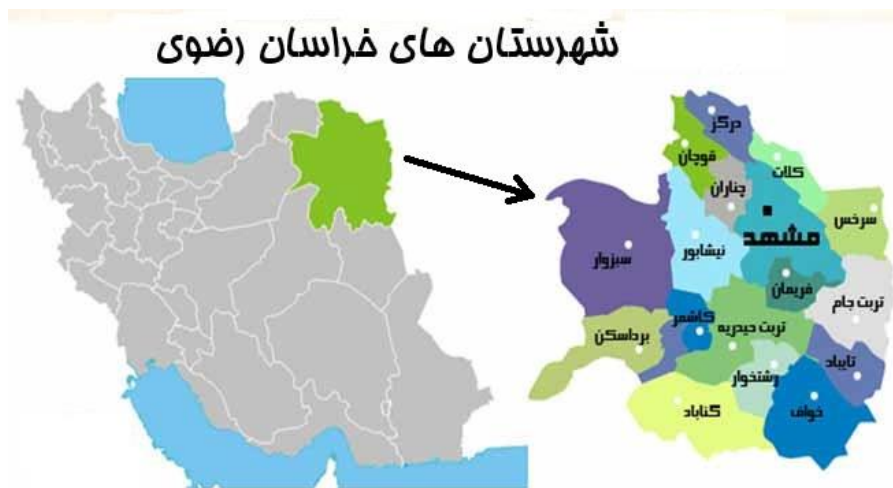 شهرستان های خراسان رضوی
درگز
قوچان
کلات
چناران
سرخس
مشهد
نیشابور
سبزوار
فریمان
تربت جام
کاشمر
تربت حیدریه
برداسکن
تایباد
رشتخوار
خواف
گناباد